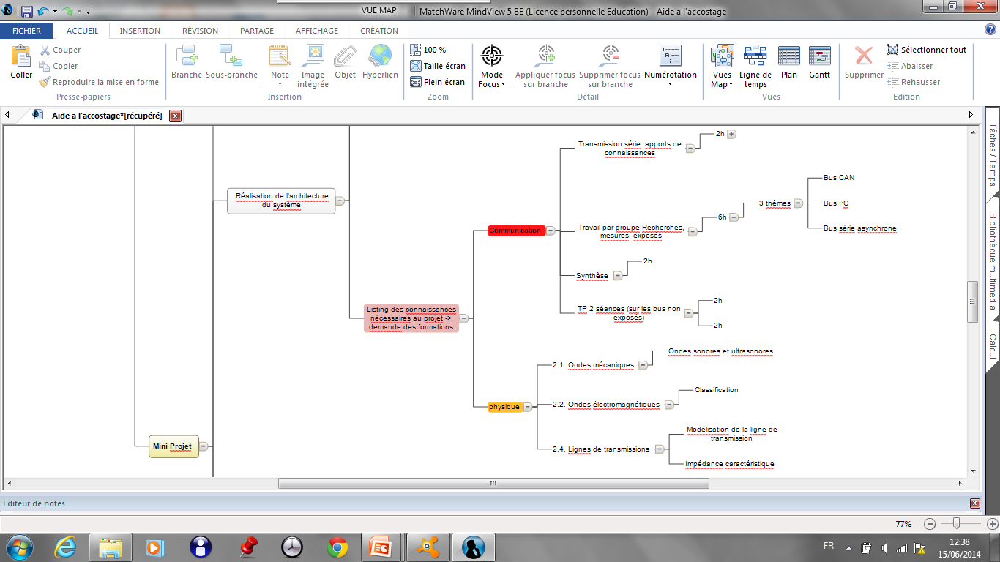 VUE MAP
MatchWare MindView 5 BE (Licence personnelle Education) - Aide a l'accostage
FICHIER
ACCUEIL
INSERTION
RÉVISION
PARTAGE
AFFICHAGE
CRÉATION
Coller
Couper
Copier
Reproduire la mise en forme
Presse-papiers
Branche
Sous-branche
Note
Image
intégrée
Objet
Hyperlien
Insertion
100 %
Taille écran
Plein écran
Zoom
Mode
Focus
Appliquer focus
sur branche
Supprimer focus
sur branche
Numérotation
Détail
Vues
Map
Ligne de
temps
Plan
Gantt
Vues
Supprimer
Sélectionner tout
Abaisser
Rehausser
Edition
Aide a l'accostage*[récupéré]
Tâches / Temps
Bibliothèque multimédia
Calcul
Réalisation de l'architecture
du système
Mini Projet
Listing des connaissances
nécessaires au projet ->
demande des formations
Communication
Transmission série: apports de
connaissances
2h
Travail par groupe Recherches,
mesures, exposés
6h
3 thèmes
Bus CAN
Bus I²C
Bus série asynchrone
Synthèse
2h
TP 2 séances (sur les bus non
exposés)
2h
2h
physique
2.1. Ondes mécaniques
Ondes sonores et ultrasonores
2.2. Ondes électromagnétiques
Classification
2.4. Lignes de transmissions
Modélisation de la ligne de
transmission
Impédance caractéristique
Editeur de notes
77%
FR
12:38
15/06/2014